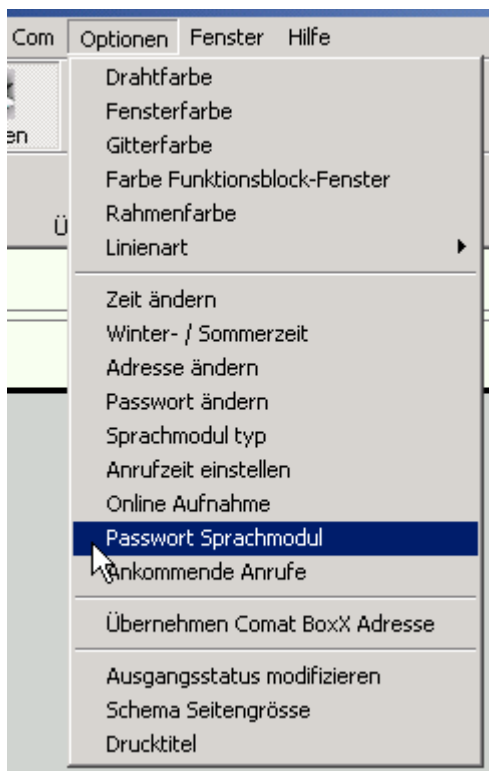 Com Optionen Fenster Hilfe
Drahtfarbe
Fensterfarbe
en
Gitterfarbe
Farbe Funktionsblock-Fenster
Rahmenfarbe
Ü
Linienart
Zeit ändern
Winter- / Sommerzeit
Adresse ändern
Passwort ändern
Sprachmodul typ
Anrufzeit einstellen
Online Aufnahme
Passwort Sprachmodul
Ankommende Anrufe
Übernehmen Comat BoxX Adresse
Ausgangsstatus modifizieren
Schema Seitengrösse
Drucktitel